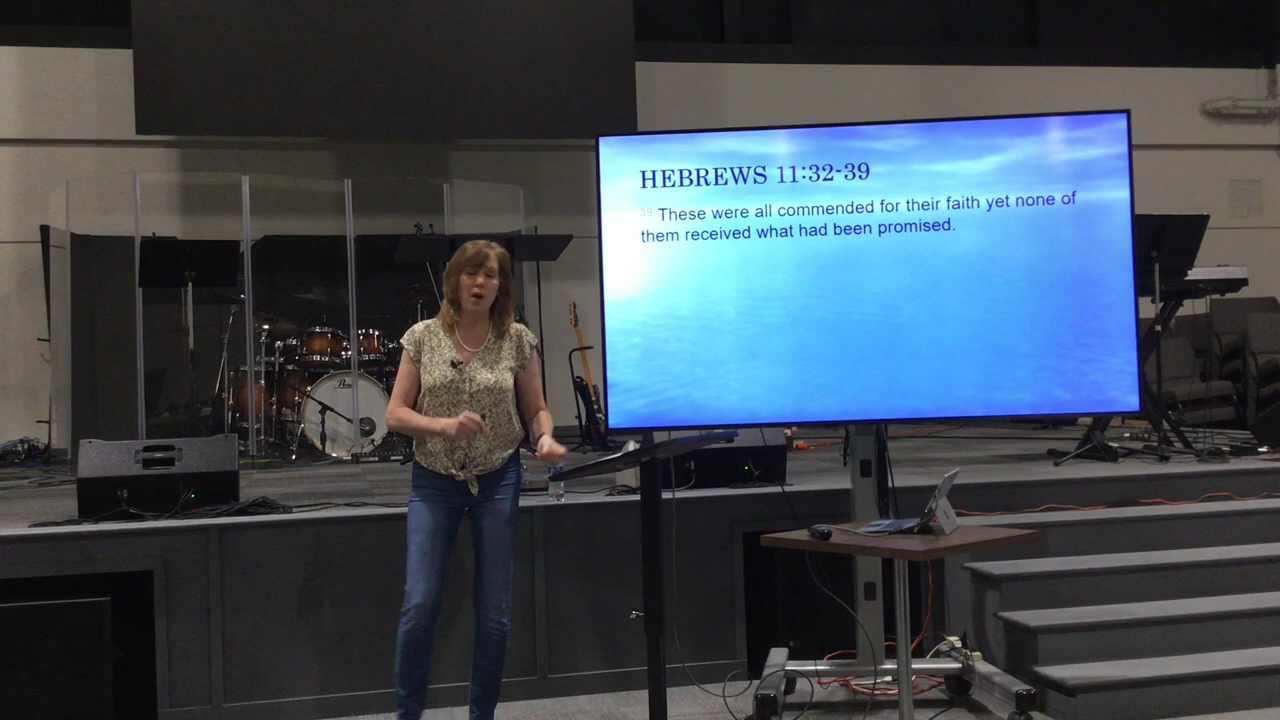 HEBREWS 11:32-39
39 These were all commended for their faith yet none of
them received what had been promised.
Pearl